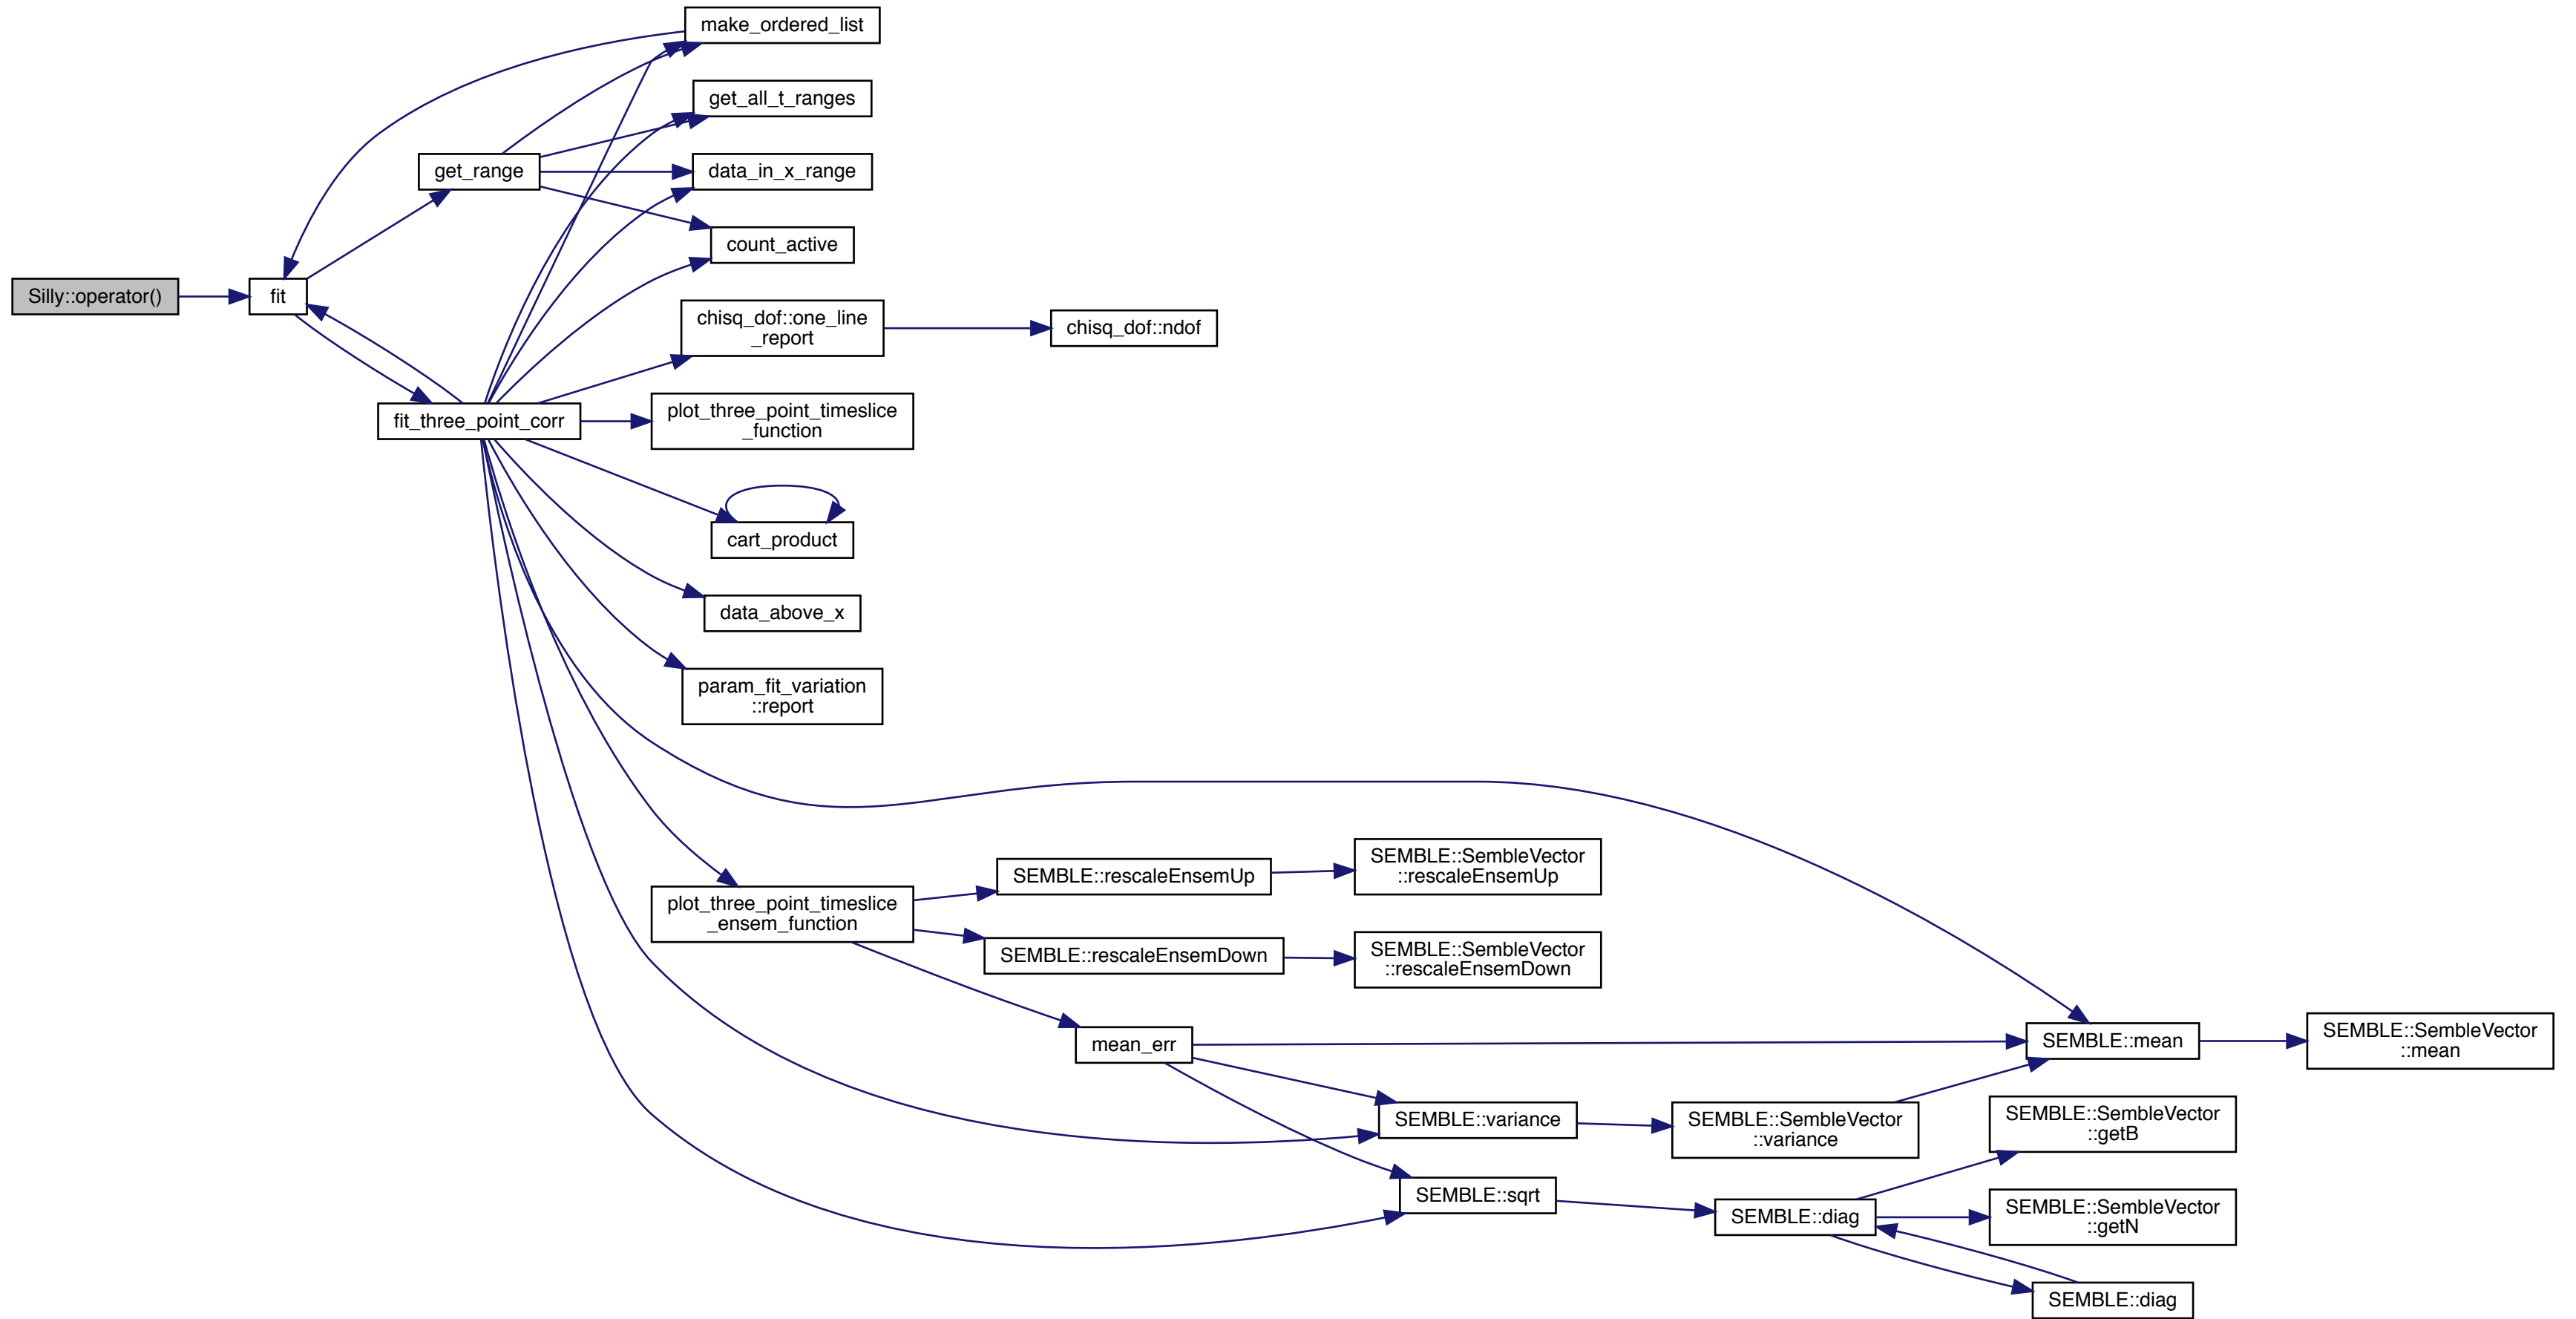 make_ordered_list
get_all_t_ranges
get_range
data_in_x_range
count_active
Silly::operator()
fit
chisq_dof::one_line
_report
chisq_dof::ndof
fit_three_point_corr
plot_three_point_timeslice
_function
cart_product
data_above_x
param_fit_variation
::report
plot_three_point_timeslice
_ensem_function
SEMBLE::rescaleEnsemUp
SEMBLE::SembleVector
::rescaleEnsemUp
SEMBLE::rescaleEnsemDown
SEMBLE::SembleVector
::rescaleEnsemDown
mean_err
SEMBLE::mean
SEMBLE::SembleVector
::mean
SEMBLE::variance
SEMBLE::SembleVector
::variance
SEMBLE::SembleVector
::getB
SEMBLE::sqrt
SEMBLE::diag
SEMBLE::SembleVector
::getN
SEMBLE::diag